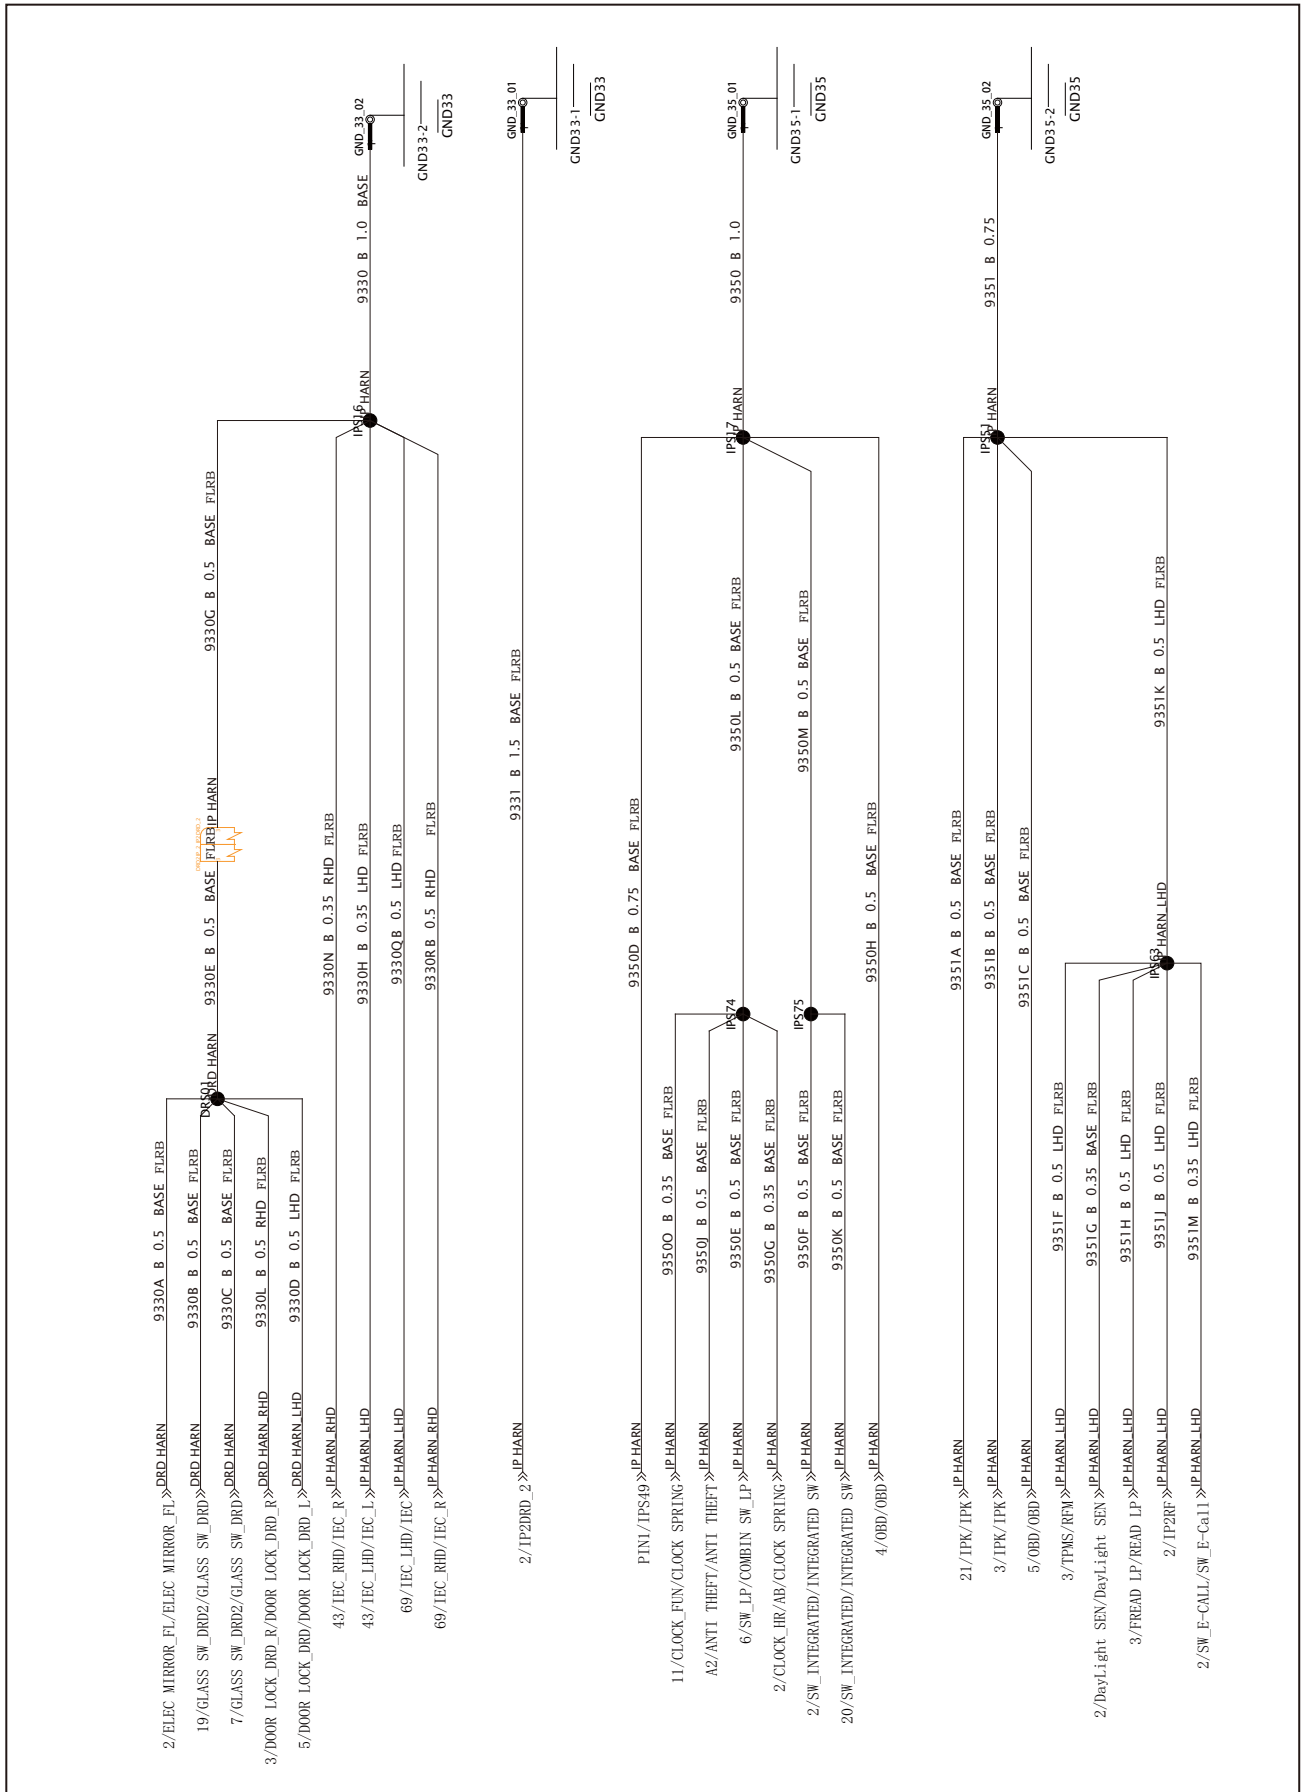 GND_33_02
GND33-2
GND33
9330 B 1.0 BASE
IP HARN
IPS16
9330G B 0.5 BASE FLRB
IP HARN
9330E B 0.5 BASE FLRB
DRD HARN
DRS01
9330A B 0.5 BASE FLRB
9330B B 0.5 BASE FLRB
9330C B 0.5 BASE FLRB
9330L B 0.5 RHD FLRB
9330D B 0.5 LHD FLRB
9330N B 0.35 RHD FLRB
9330H B 0.35 LHD FLRB
9330Q B 0.5 LHD FLRB
9330R B 0.5 RHD FLRB
DRD HARN
2/ELEC MIRROR_FL/ELEC MIRROR_FL
DRD HARN
19/GLASS SW_DRD2/GLASS SW_DRD
DRD HARN
7/GLASS SW_DRD2/GLASS SW_DRD
DRD HARN_RHD
3/DOOR LOCK_DRD_R/DOOR LOCK_DRD_R
DRD HARN_LHD
5/DOOR LOCK_DRD/DOOR LOCK_DRD_L
IP HARN_RHD
43/IEC_RHD/IEC_R
IP HARN_LHD
43/IEC_LHD/IEC_L
IP HARN_LHD
69/IEC_LHD/IEC
IP HARN_RHD
69/IEC_RHD/IEC_R
GND_33_01
GND33-1
GND33
9331 B 1.5 BASE FLRB
IP HARN
2/IP2DRD_2
GND_35_01
GND35-1
GND35
9350 B 1.0
IP HARN
IPS17
9350L B 0.5 BASE FLRB
9350M B 0.5 BASE FLRB
9350D B 0.75 BASE FLRB
9350H B 0.5 BASE FLRB
IPS74
IPS75
9350O B 0.35 BASE FLRB
9350J B 0.5 BASE FLRB
9350E B 0.5 BASE FLRB
9350G B 0.35 BASE FLRB
9350F B 0.5 BASE FLRB
9350K B 0.5 BASE FLRB
IP HARN
PIN1/IPS49
IP HARN
11/CLOCK_FUN/CLOCK SPRING
IP HARN
A2/ANTI THEFT/ANTI THEFT
IP HARN
6/SW_LP/COMBIN SW_LP
IP HARN
2/CLOCK_HR/AB/CLOCK SPRING
IP HARN
2/SW_INTEGRATED/INTEGRATED SW
IP HARN
20/SW_INTEGRATED/INTEGRATED SW
IP HARN
4/OBD/OBD
GND_35_02
GND35-2
GND35
9351 B 0.75
IP HARN
IPS51
9351K B 0.5 LHD FLRB
9351A B 0.5 BASE FLRB
9351B B 0.5 BASE FLRB
9351C B 0.5 BASE FLRB
IP HARN_LHD
IPS63
9351F B 0.5 LHD FLRB
9351G B 0.35 BASE FLRB
9351H B 0.5 LHD FLRB
9351J B 0.5 LHD FLRB
9351M B 0.35 LHD FLRB
IP HARN
21/IPK/IPK
IP HARN
3/IPK/IPK
IP HARN
5/OBD/OBD
IP HARN_LHD
3/TPMS/RFM
IP HARN_LHD
2/DayLight SEN/DayLight SEN
IP HARN_LHD
3/FREAD LP/READ LP
IP HARN_LHD
2/IP2RF
IP HARN_LHD
2/SW_E-CALL/SW_E-Call